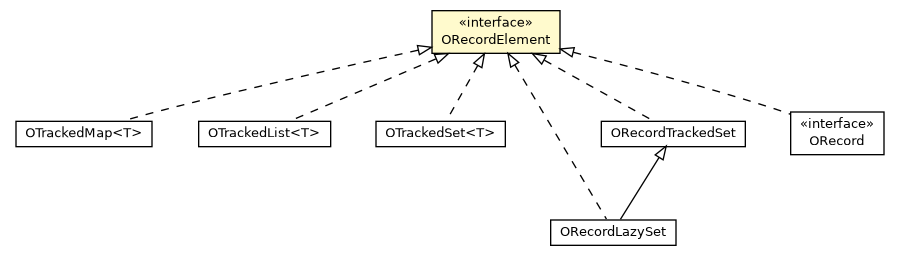 «interface»
ORecordElement
OTrackedMap<T>
OTrackedList<T>
OTrackedSet<T>
ORecordTrackedSet
«interface»
ORecord
ORecordLazySet